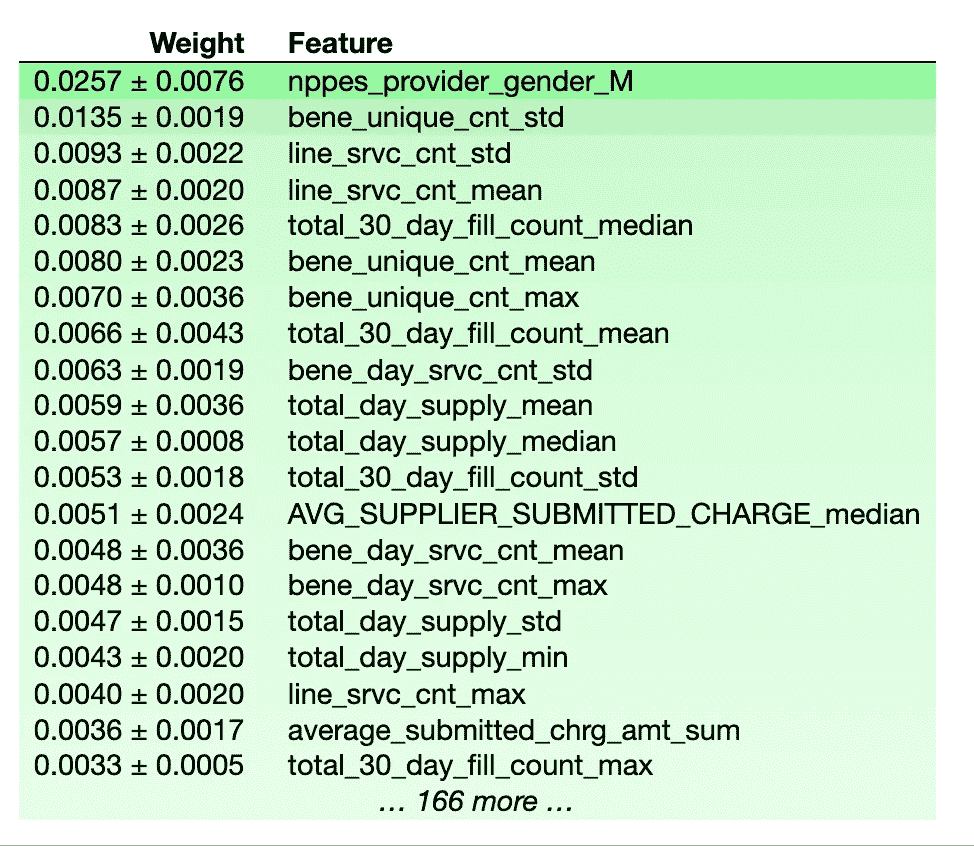 Weight Feature
0.0257 ± 0.0076 nppes_provider_gender_M
0.0135 ± 0.0019 bene_unique_cnt_std
0.0093 ± 0.0022 line_srvc_cnt_std
0.0087 ± 0.0020 line_srvc_cnt_mean
0.0083 ± 0.0026 total_30_day_fill_count_median
0.0080 ± 0.0023 bene_unique_cnt_mean
0.0070 ± 0.0036 bene_unique_cnt_max
0.0066 ± 0.0043 total_30_day_fill_count_mean
0.0063 ± 0.0019 bene_day_srvc_cnt_std
0.0059 ± 0.0036 total_day_supply_mean
0.0057 ± 0.0008 total_day_supply_median
0.0053 ± 0.0018 total_30_day_fill_count_std
0.0051 ± 0.0024 AVG_SUPPLIER_SUBMITTED_CHARGE_median
0.0048 ± 0.0036 bene_day_srvc_cnt_mean
0.0048 ± 0.0010 bene_day_srvc_cnt_max
0.0047 ± 0.0015 total_day_supply_std
0.0043 ± 0.0020 total_day_supply_min
0.0040 ± 0.0020 line_srvc_cnt_max
0.0036 ± 0.0017 average_submitted_chrg_amt_sum
0.0033 ± 0.0005 total_30_day_fill_count_max
… 166 more …